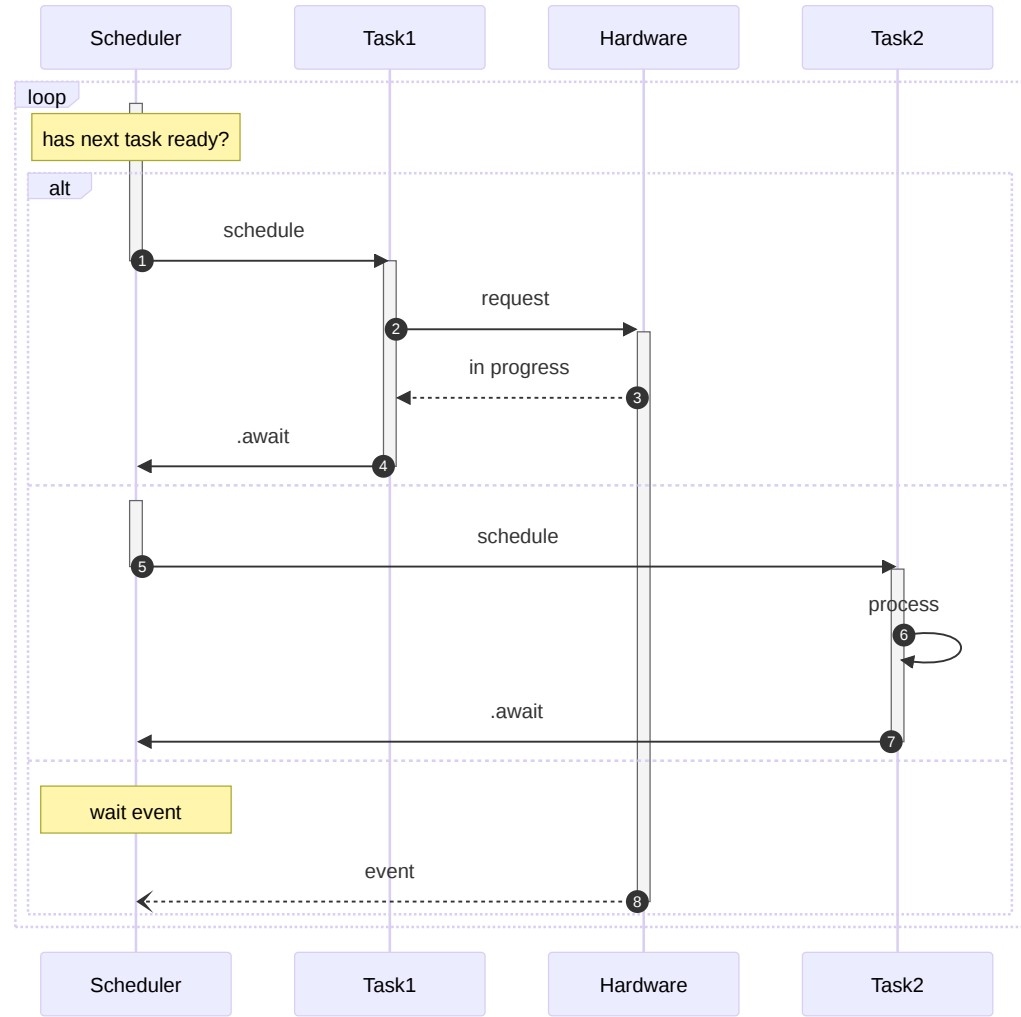 Scheduler
Task1
Hardware
Task2
loop
has next task ready?
alt
schedule
1
request
2
in progress
3
.await
4
schedule
5
process
6
.await
7
wait event
event
8
Scheduler
Task1
Hardware
Task2